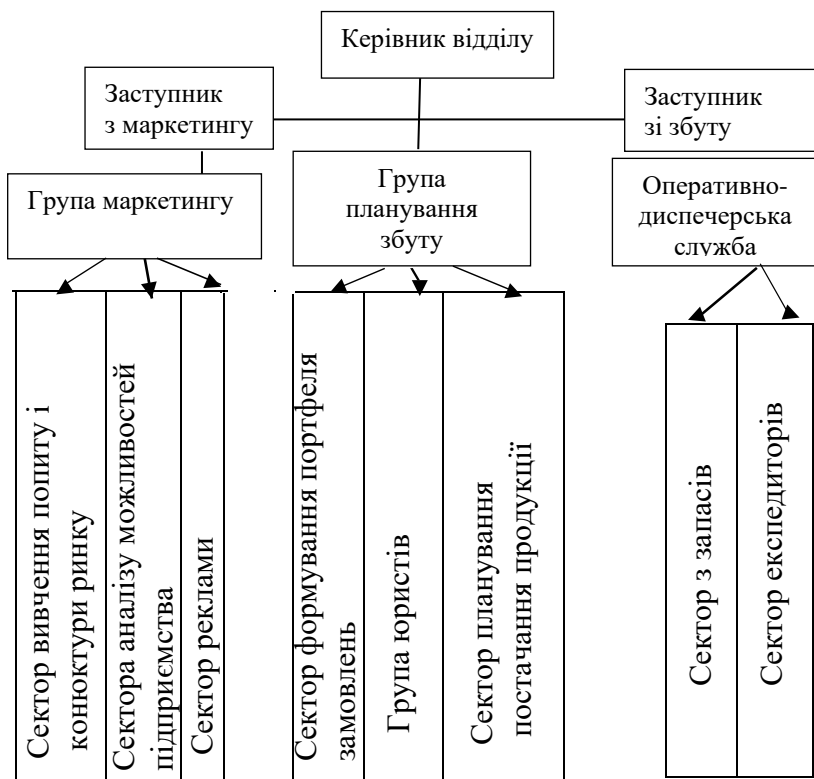 Керівник відділу
Заступник
з маркетингу
Заступник
зі збуту
Група маркетингу
Група
планування
збуту
Оперативно-
диспечерська
служба
Сектор вивчення попиту і
конюктури ринку
Сектора аналізу можливостей
підприємства
Сектор реклами
Сектор формування портфеля
замовлень
Група юристів
Сектор планування
постачання продукції
Сектор з запасів
Сектор експедиторів